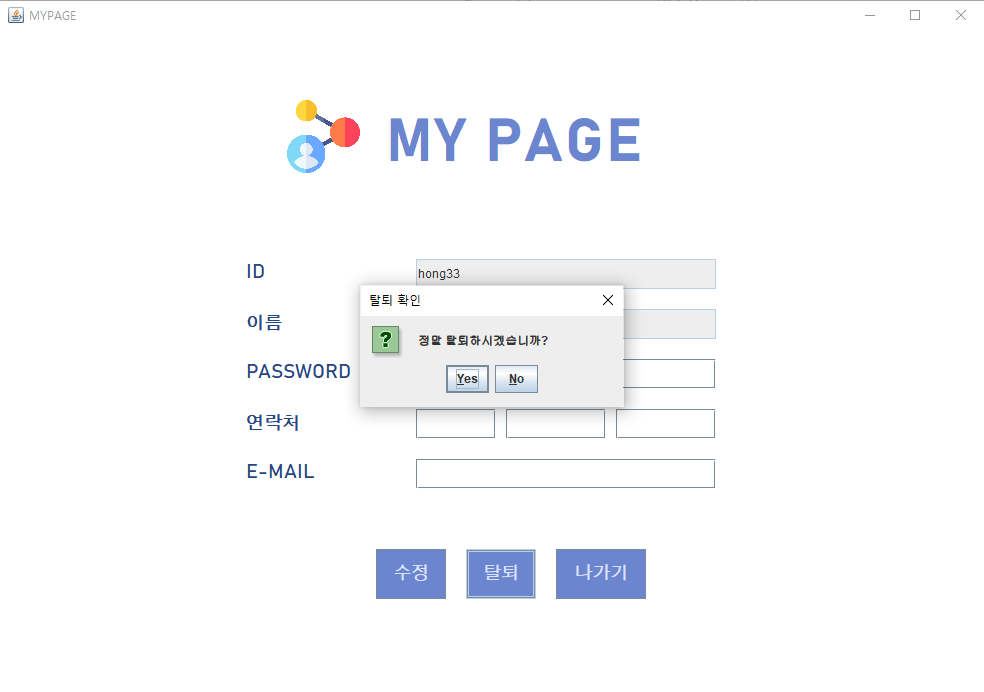 MYPAGE
MY PAGE
ID
hong33
탈퇴 확인
이름
?
정말 탈퇴하시겠습니까?
PASSWORD
Yes No
연락처
E-MAIL
수정 탈퇴 나가기